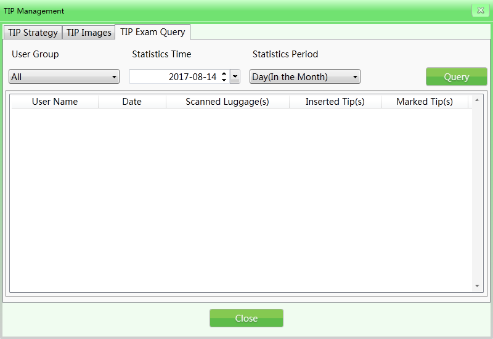 TIP Management
TIP Strategy TIP Images TIP Exam Query
User Group Statistics Time Statistics Period
All 2017-08-14 Day(In the Month) Query
User Name Date Scanned Luggage(s) Inserted Tip(s) Marked Tip(s)
Close